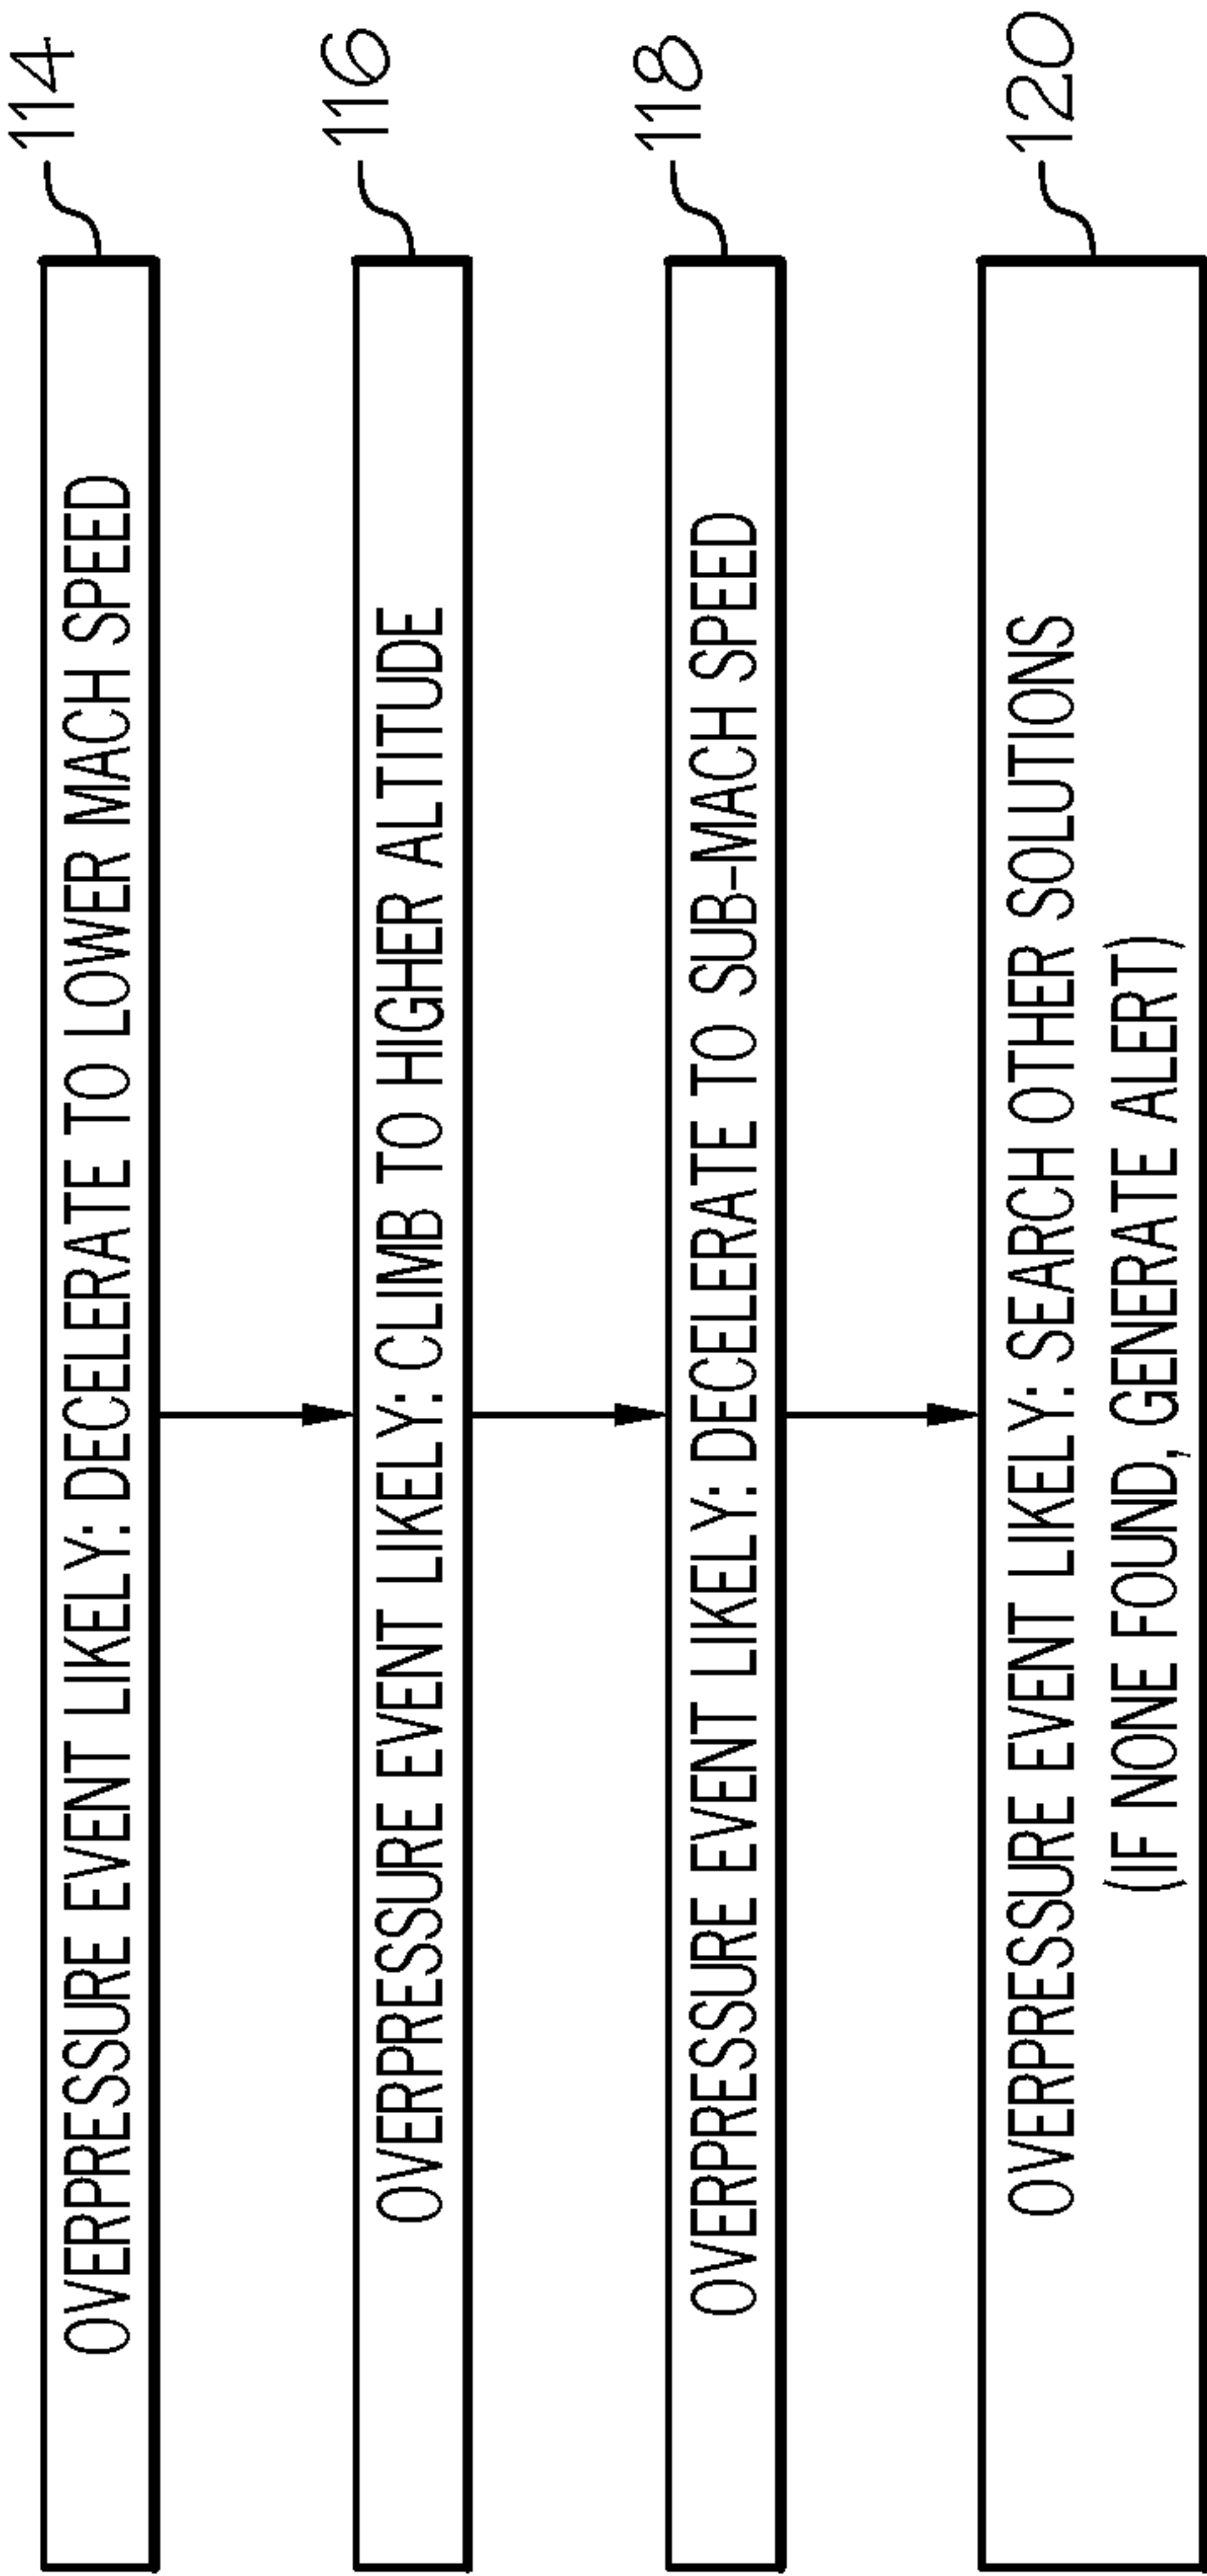 OVERPRESSURE EVENT LIKELY: DECELERATE TO LOWER MACH SPEED
114
OVERPRESSURE EVENT LIKELY: CLIMB TO HIGHER ALTITUDE
116
OVERPRESSURE EVENT LIKELY: DECELERATE TO SUB-MACH SPEED
118
OVERPRESSURE EVENT LIKELY: SEARCH OTHER SOLUTIONS
(IF NONE FOUND, GENERATE ALERT)
120